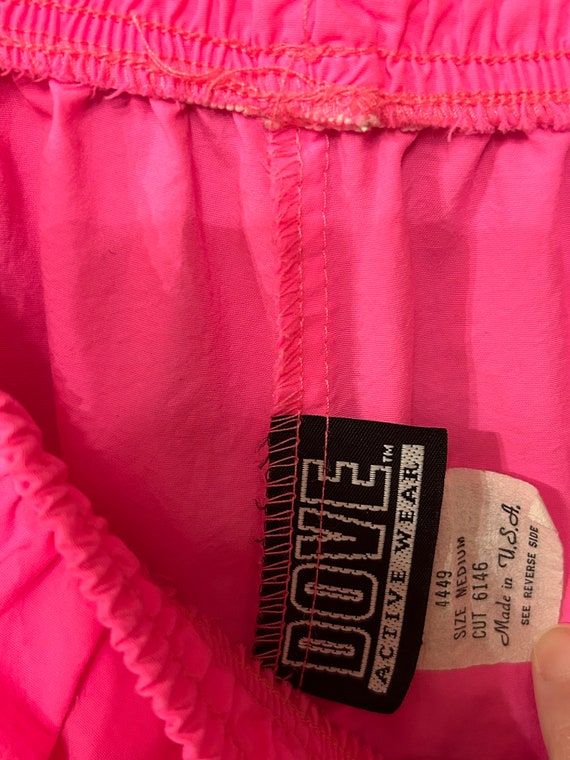 DOVE™
ACTIVE WEAR
4449
SIZE MEDIUM
CUT 6146
Made in U.S.A.
SEE REVERSE SIDE